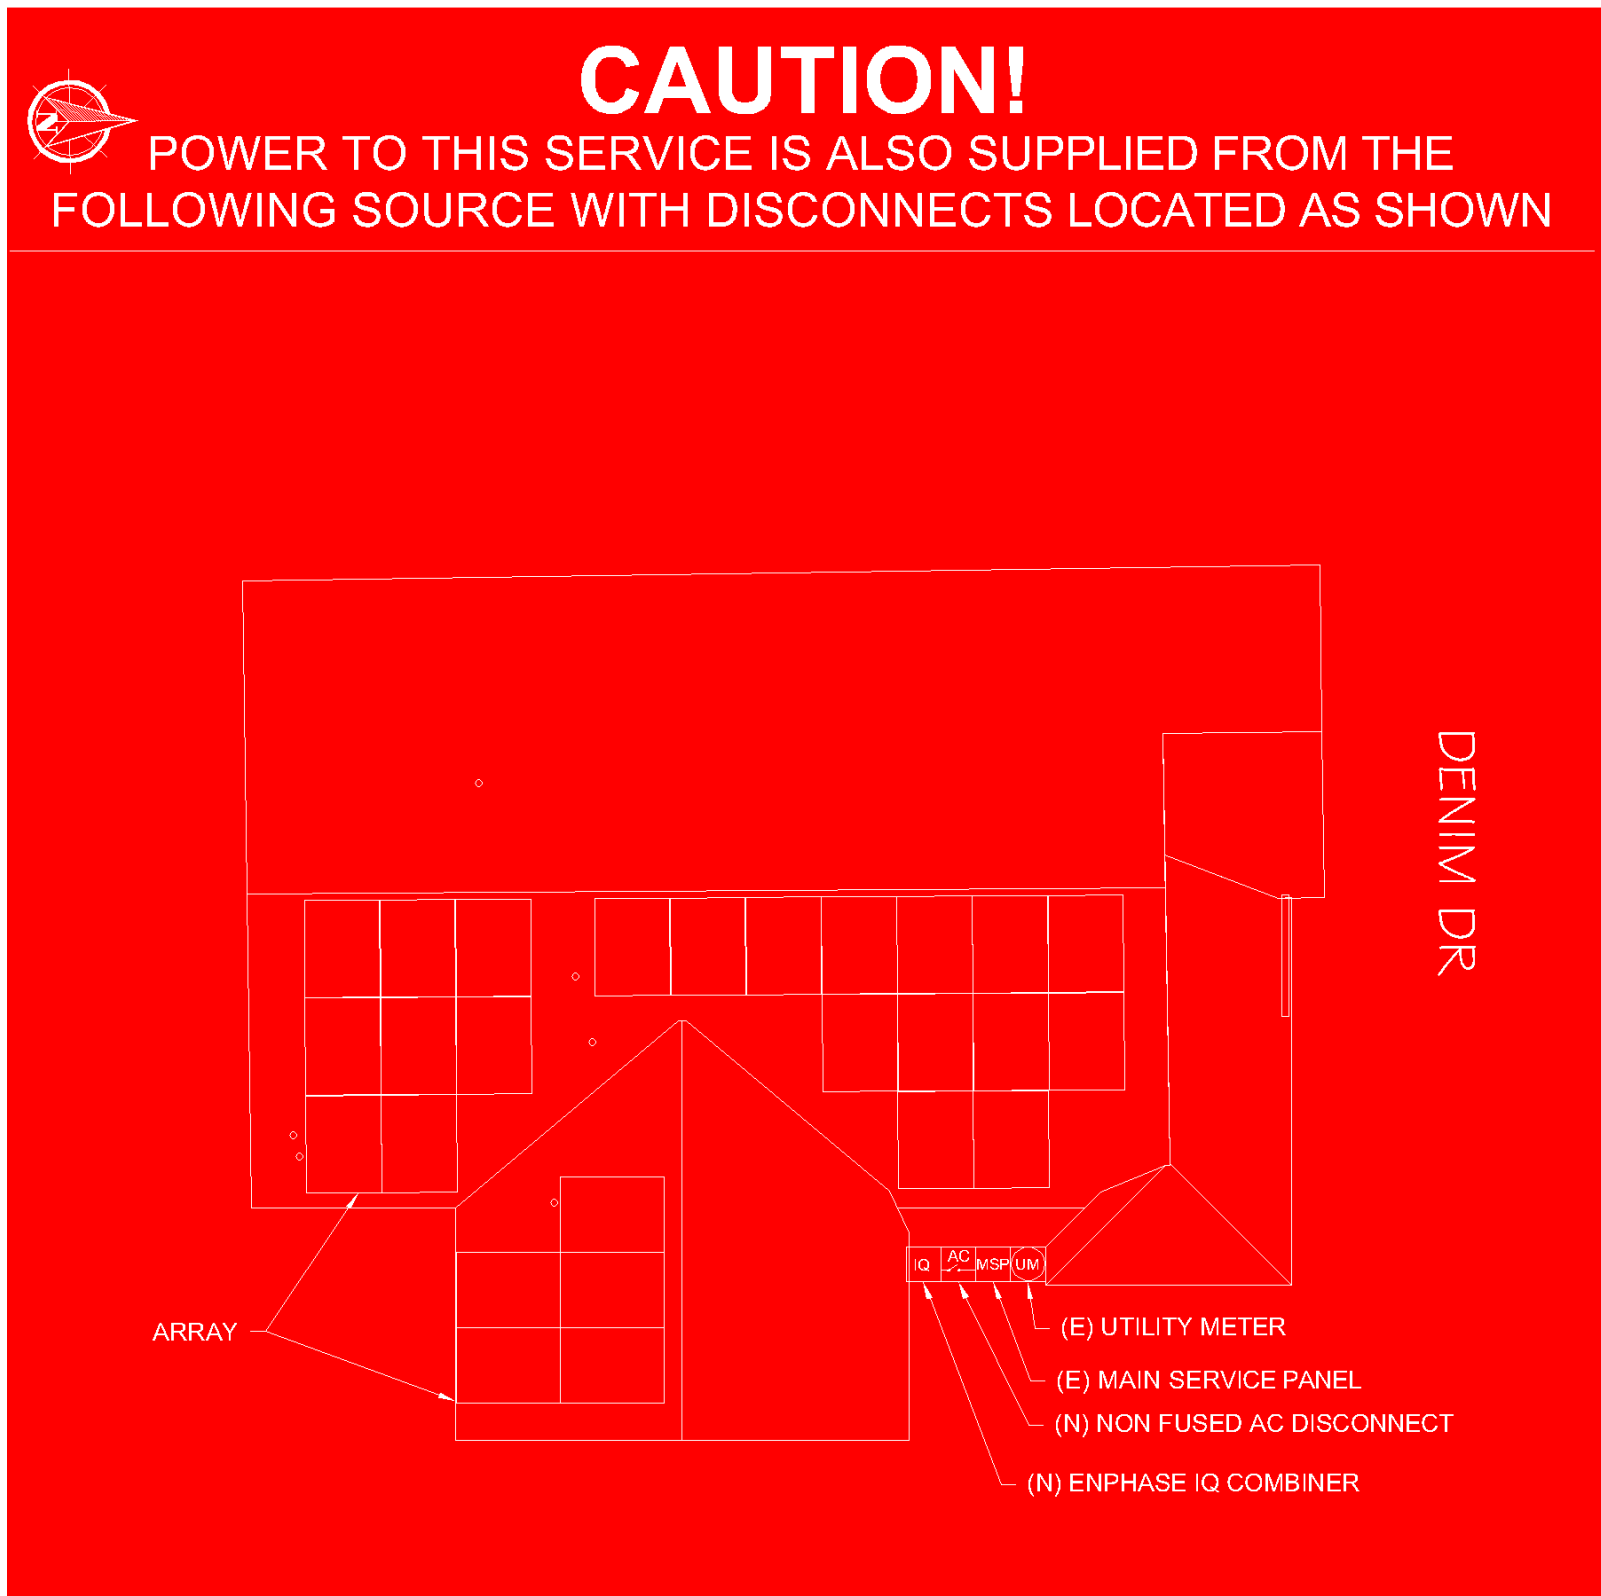 CAUTION!
N
POWER TO THIS SERVICE IS ALSO SUPPLIED FROM THE
FOLLOWING SOURCE WITH DISCONNECTS LOCATED AS SHOWN
DENIM DR
IQ
AC
MSP
UM
ARRAY
(E) UTILITY METER
(E) MAIN SERVICE PANEL
(N) NON FUSED AC DISCONNECT
(N) ENPHASE IQ COMBINER